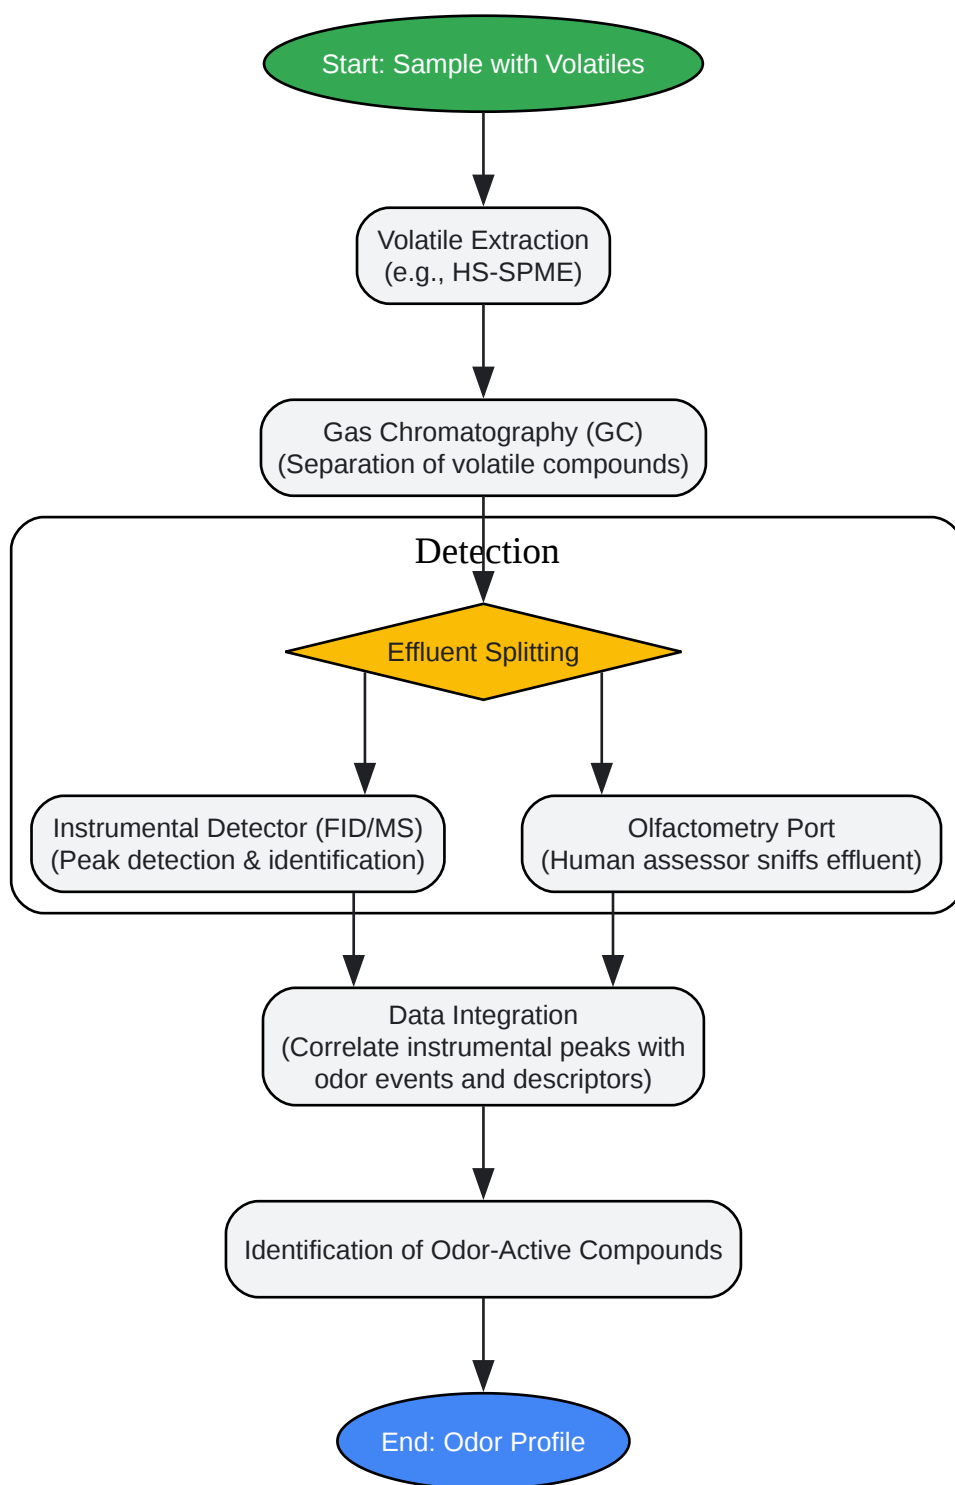 Start: Sample with Volatiles
Volatile Extraction
(e.g., HS-SPME)
Gas Chromatography (GC)
(Separation of volatile compounds)
Detection
Effluent Splitting
Instrumental Detector (FID/MS)
(Peak detection & identification)
Olfactometry Port
(Human assessor sniffs effluent)
Data Integration
(Correlate instrumental peaks with
odor events and descriptors)
Identification of Odor-Active Compounds
End: Odor Profile